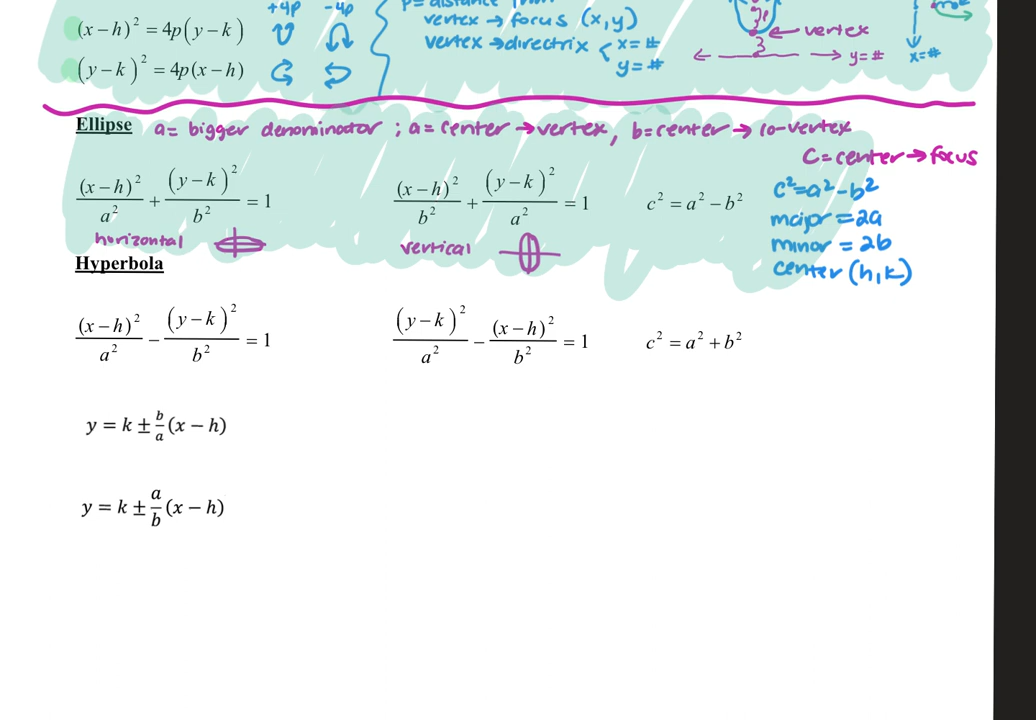 +4p -4p
(x-h)² = 4p(y-k)
vertex → focus (x,y)
vertex
vertex → directrix { x=#
y=#
y=#
x=#
(y-k)² = 4p(x-h)
Ellipse a = bigger denominator ; a = center → vertex, b = center → co-vertex
C = center → focus
(x-h)²/a² + (y-k)²/b² = 1
(x-h)²/b² + (y-k)²/a² = 1
c² = a² - b²
c² = a² - b²
major = 2a
minor = 2b
center (h,k)
horizontal
vertical
Hyperbola
(x-h)²/a² - (y-k)²/b² = 1
(y-k)²/a² - (x-h)²/b² = 1
c² = a² + b²
y = k ± b/a (x - h)
y = k ± a/b (x - h)